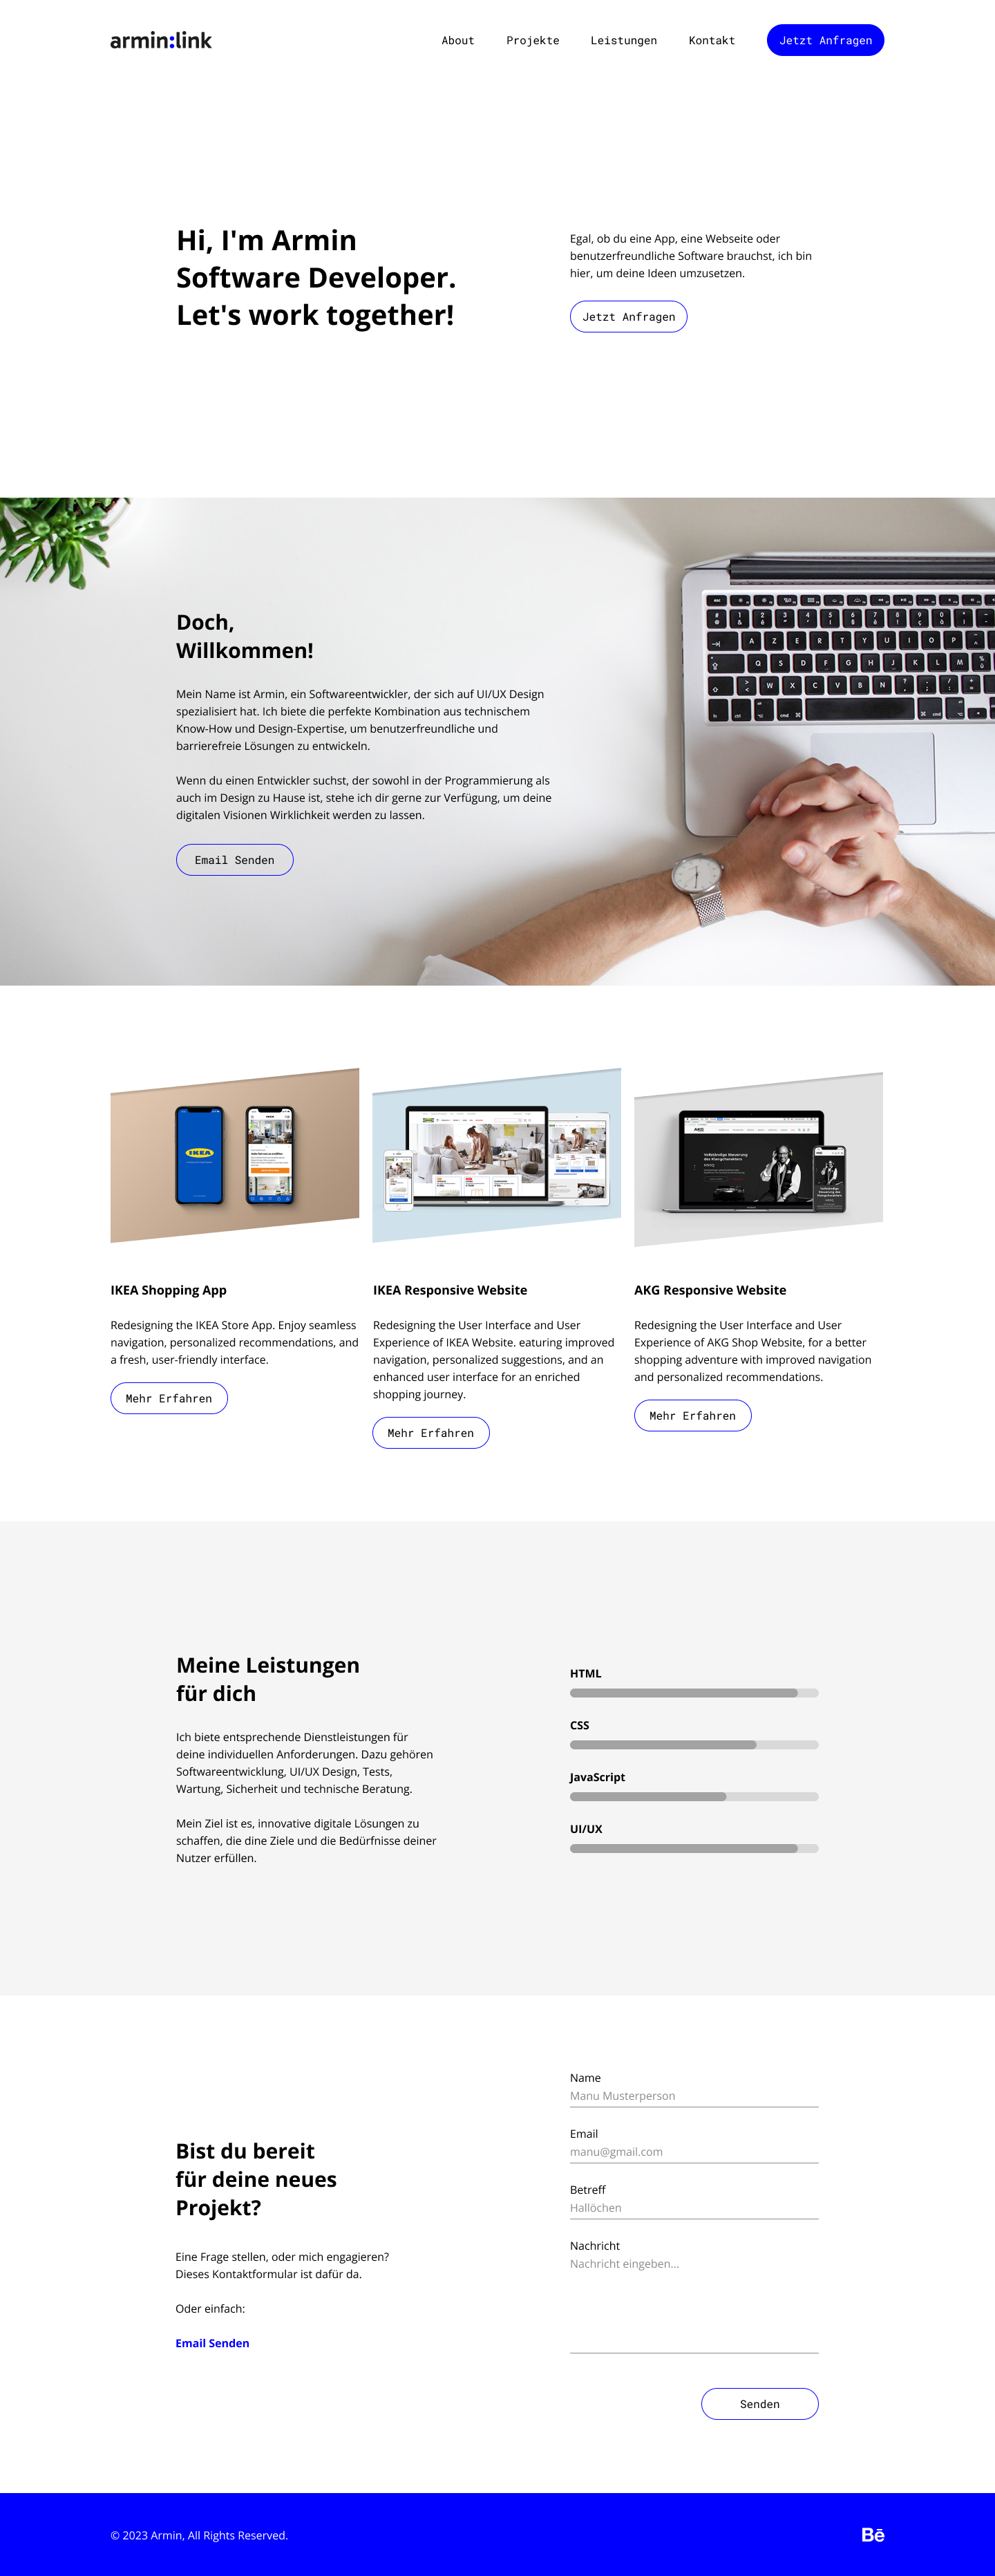 armin:link
About Projekte Leistungen Kontakt Jetzt Anfragen
Hi, I'm Armin
Software Developer.
Let's work together!
Egal, ob du eine App, eine Webseite oder
benutzerfreundliche Software brauchst, ich bin
hier, um deine Ideen umzusetzen.
Jetzt Anfragen
Doch,
Willkommen!
Mein Name ist Armin, ein Softwareentwickler, der sich auf UI/UX Design
spezialisiert hat. Ich biete die perfekte Kombination aus technischem
Know-How und Design-Expertise, um benutzerfreundliche und
barrierefreie Lösungen zu entwickeln.
Wenn du einen Entwickler suchst, der sowohl in der Programmierung als
auch im Design zu Hause ist, stehe ich dir gerne zur Verfügung, um deine
digitalen Visionen Wirklichkeit werden zu lassen.
Email Senden
IKEA
IKEA Shopping App
Redesigning the IKEA Store App. Enjoy seamless
navigation, personalized recommendations, and
a fresh, user-friendly interface.
Mehr Erfahren
IKEA Responsive Website
Redesigning the User Interface and User
Experience of IKEA Website. eaturing improved
navigation, personalized suggestions, and an
enhanced user interface for an enriched
shopping journey.
Mehr Erfahren
Vollständige Steuerung
des Klangcharakters
AKG Responsive Website
Redesigning the User Interface and User
Experience of AKG Shop Website, for a better
shopping adventure with improved navigation
and personalized recommendations.
Mehr Erfahren
Meine Leistungen
für dich
Ich biete entsprechende Dienstleistungen für
deine individuellen Anforderungen. Dazu gehören
Softwareentwicklung, UI/UX Design, Tests,
Wartung, Sicherheit und technische Beratung.
Mein Ziel ist es, innovative digitale Lösungen zu
schaffen, die dine Ziele und die Bedürfnisse deiner
Nutzer erfüllen.
HTML
CSS
JavaScript
UI/UX
Bist du bereit
für deine neues
Projekt?
Eine Frage stellen, oder mich engagieren?
Dieses Kontaktformular ist dafür da.
Oder einfach:
Email Senden
Name
Manu Musterperson
Email
manu@gmail.com
Betreff
Hallöchen
Nachricht
Nachricht eingeben...
Senden
© 2023 Armin, All Rights Reserved.
Bē